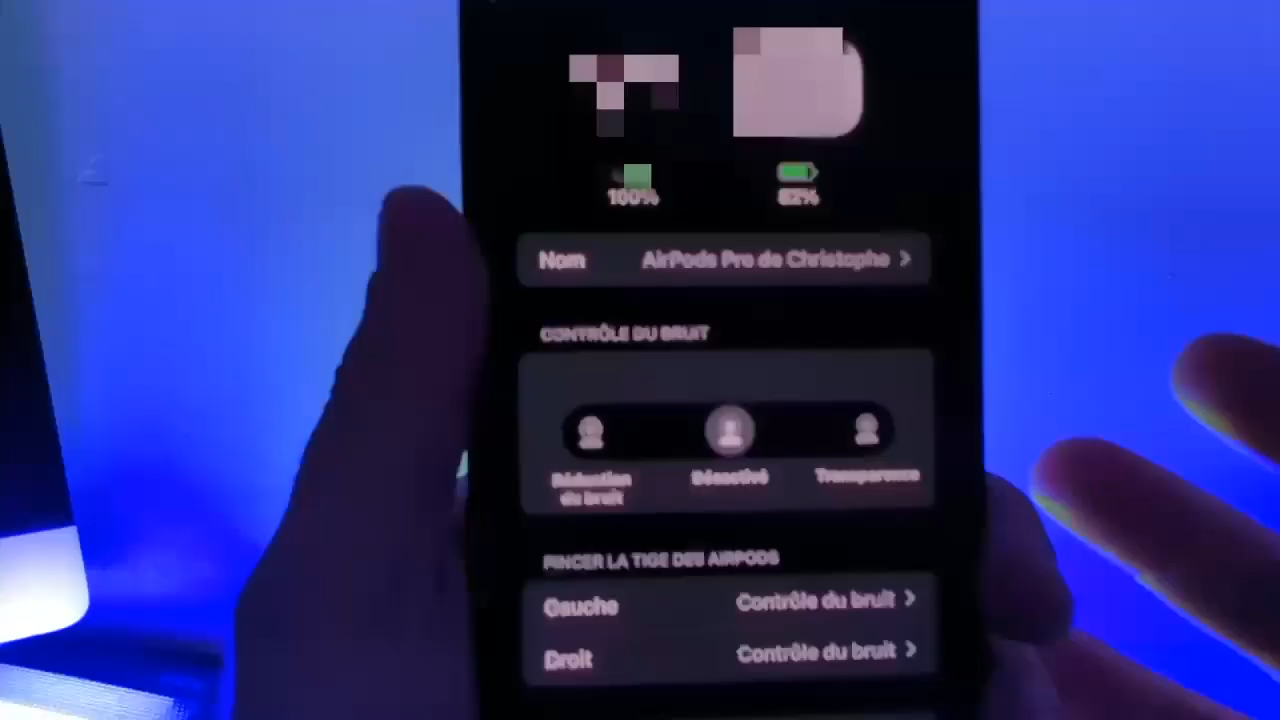 100%
82%
Nom
AirPods Pro de Christophe
CONTRÔLE DU BRUIT
Réduction
du bruit
Désactivé
Transparence
PINCER LA TIGE DES AIRPODS
Gauche
Contrôle du bruit
Droit
Contrôle du bruit